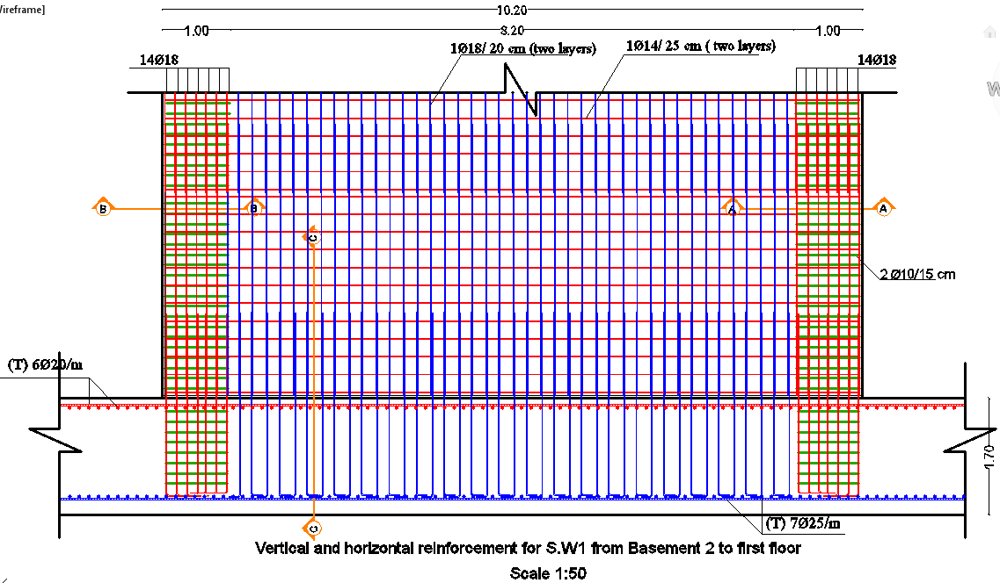 Wireframe]
10.20
1.00
8.20
1.00
1Ø18/ 20 cm (two layers)
1Ø14/ 25 cm ( two layers)
14Ø18
14Ø18
B
B
A
A
C
2 Ø10/15 cm
(T) 6Ø20/m
1.70
C
(T) 7Ø25/m
Vertical and horizontal reinforcement for S.W1 from Basement 2 to first floor
Scale 1:50